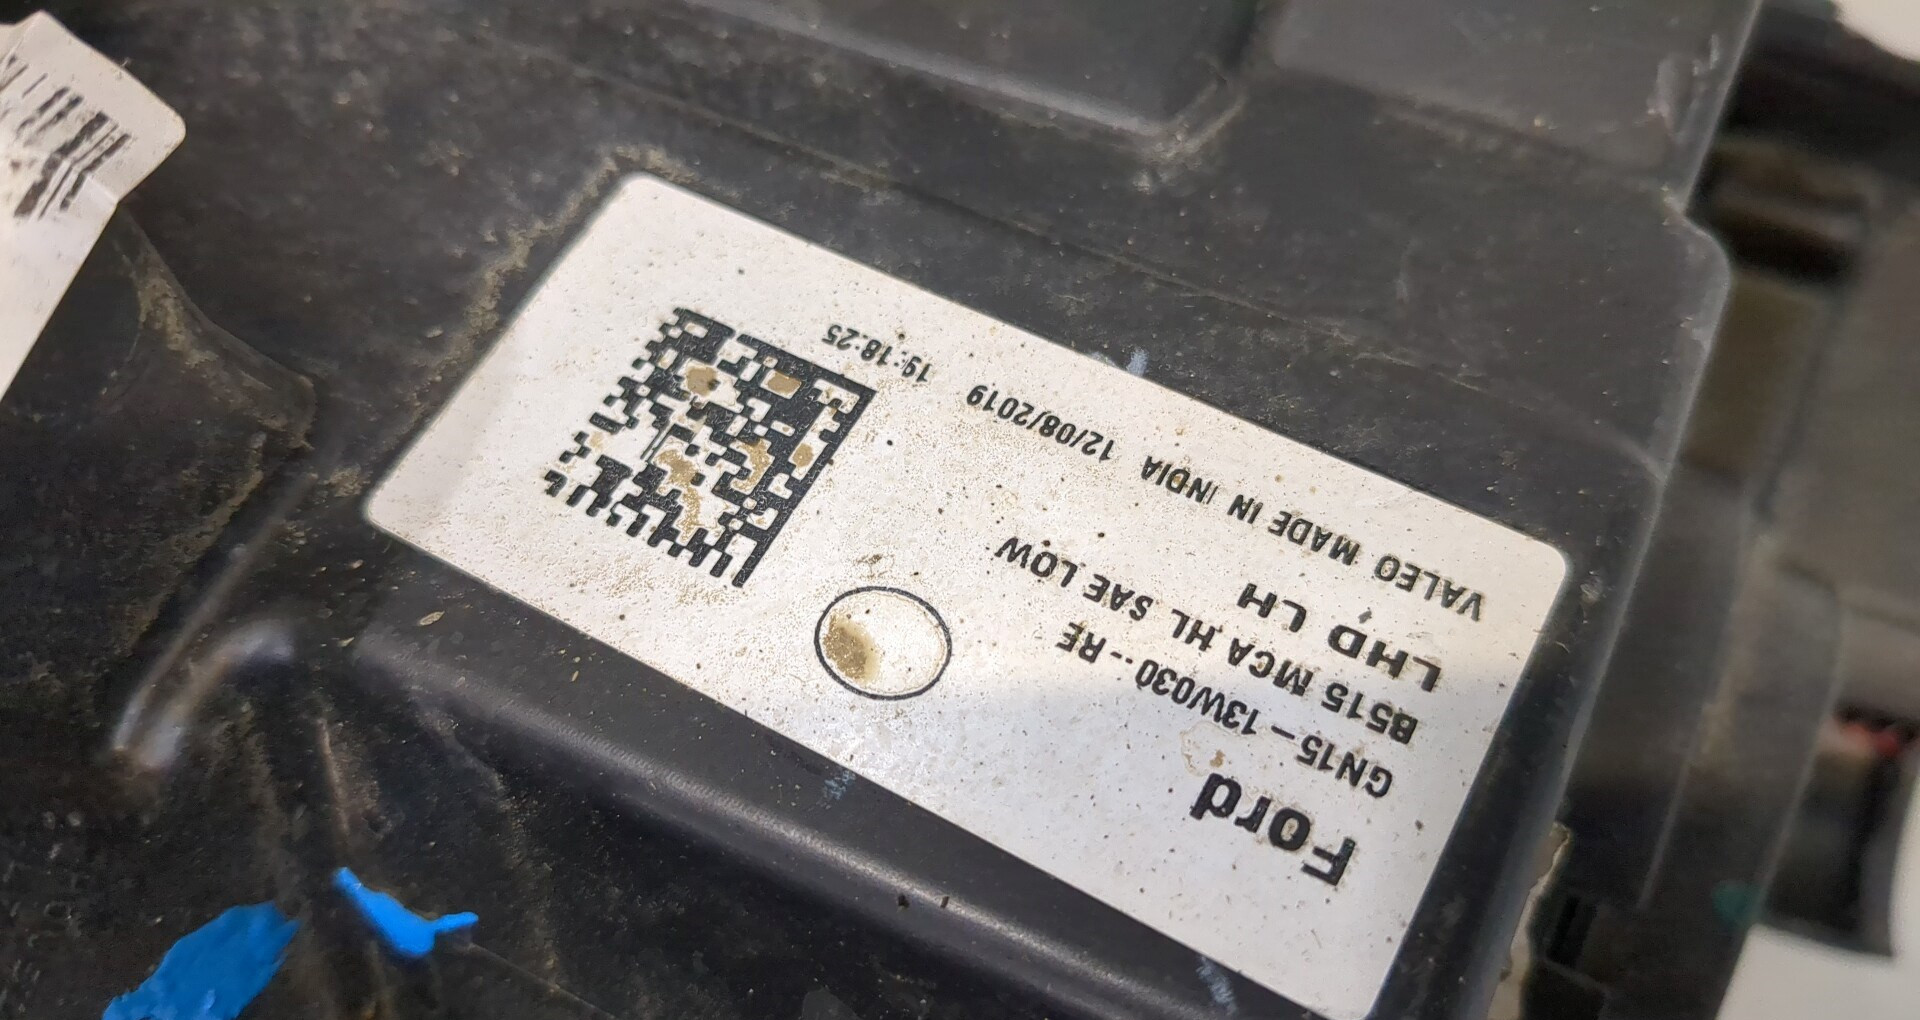 Ford
GN15-13W030--RE
B515 MCA HL SAE LOW
LHD LH
VALEO MADE IN INDIA 12/08/2019 19:18:25